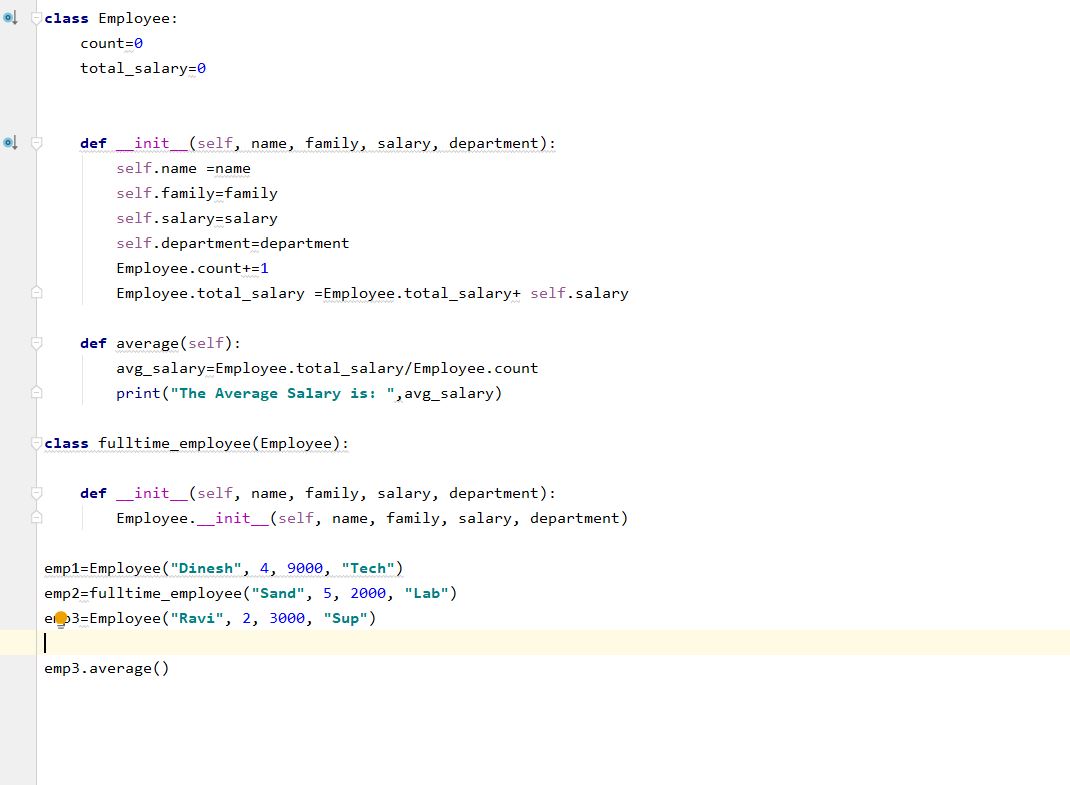 class Employee:
    count=0
    total_salary=0
    def __init__(self, name, family, salary, department):
        self.name =name
        self.family=family
        self.salary=salary
        self.department=department
        Employee.count+=1
        Employee.total_salary =Employee.total_salary+ self.salary
    def average(self):
        avg_salary=Employee.total_salary/Employee.count
        print("The Average Salary is: ",avg_salary)
class fulltime_employee(Employee):
    def __init__(self, name, family, salary, department):
        Employee.__init__(self, name, family, salary, department)
emp1=Employee("Dinesh", 4, 9000, "Tech")
emp2=fulltime_employee("Sand", 5, 2000, "Lab")
emp3=Employee("Ravi", 2, 3000, "Sup")
emp3.average()